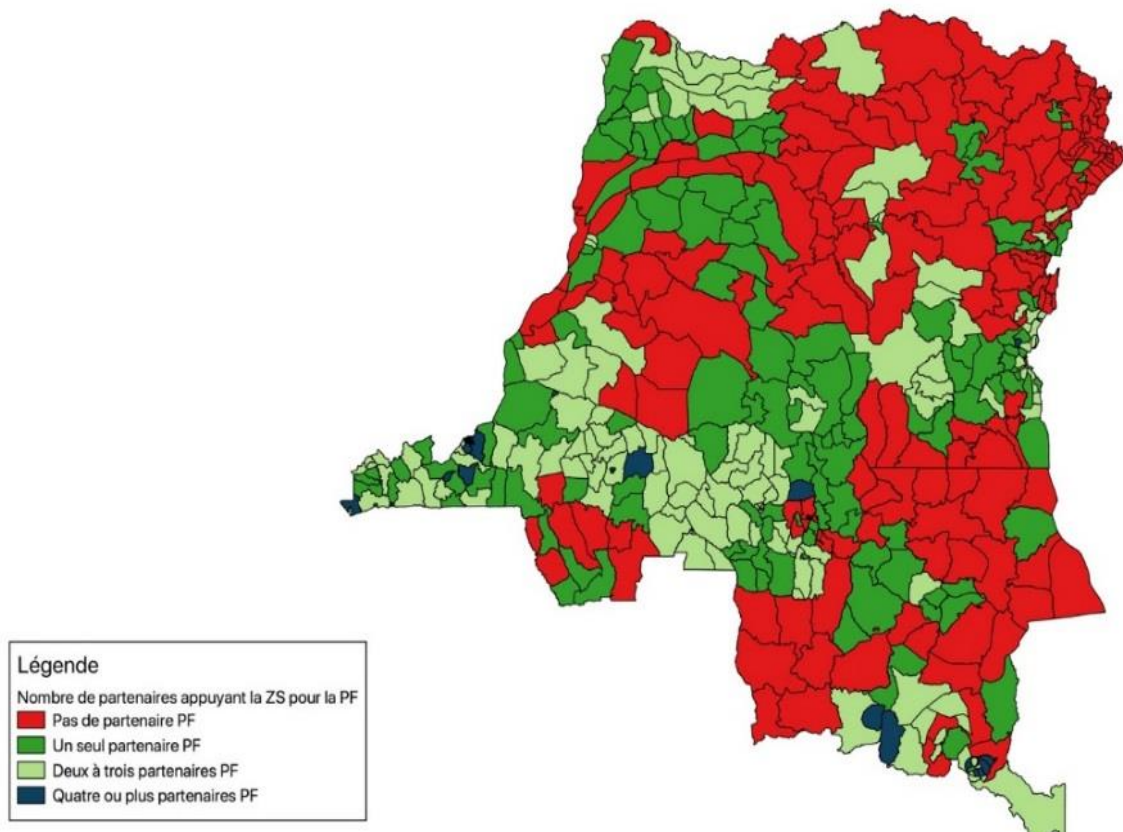 Légende
Nombre de partenaires appuyant la ZS pour la PF
Pas de partenaire PF
Un seul partenaire PF
Deux à trois partenaires PF
Quatre ou plus partenaires PF